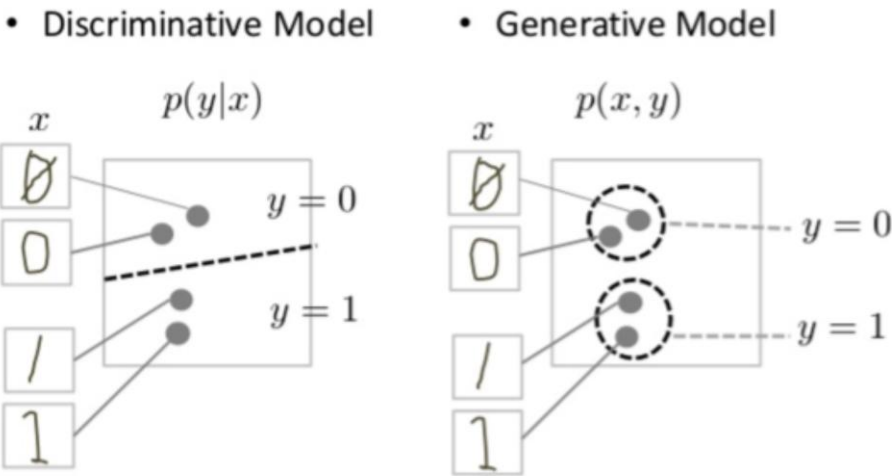 • Discriminative Model
p(y|x)
x
0
0
1
1
y = 0
y = 1
• Generative Model
p(x, y)
x
0
0
1
1
y = 0
y = 1